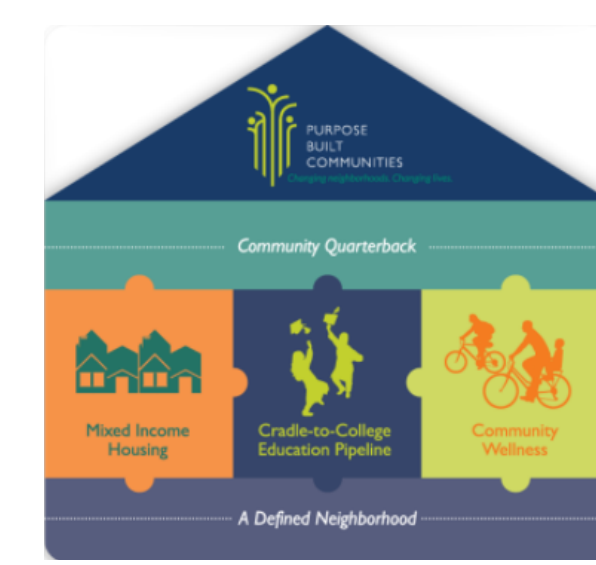 PURPOSE
BUILT
COMMUNITIES
Changing neighborhoods. Changing lives.
Community Quarterback
Mixed Income
Housing
Cradle-to-College
Education Pipeline
Community
Wellness
A Defined Neighborhood